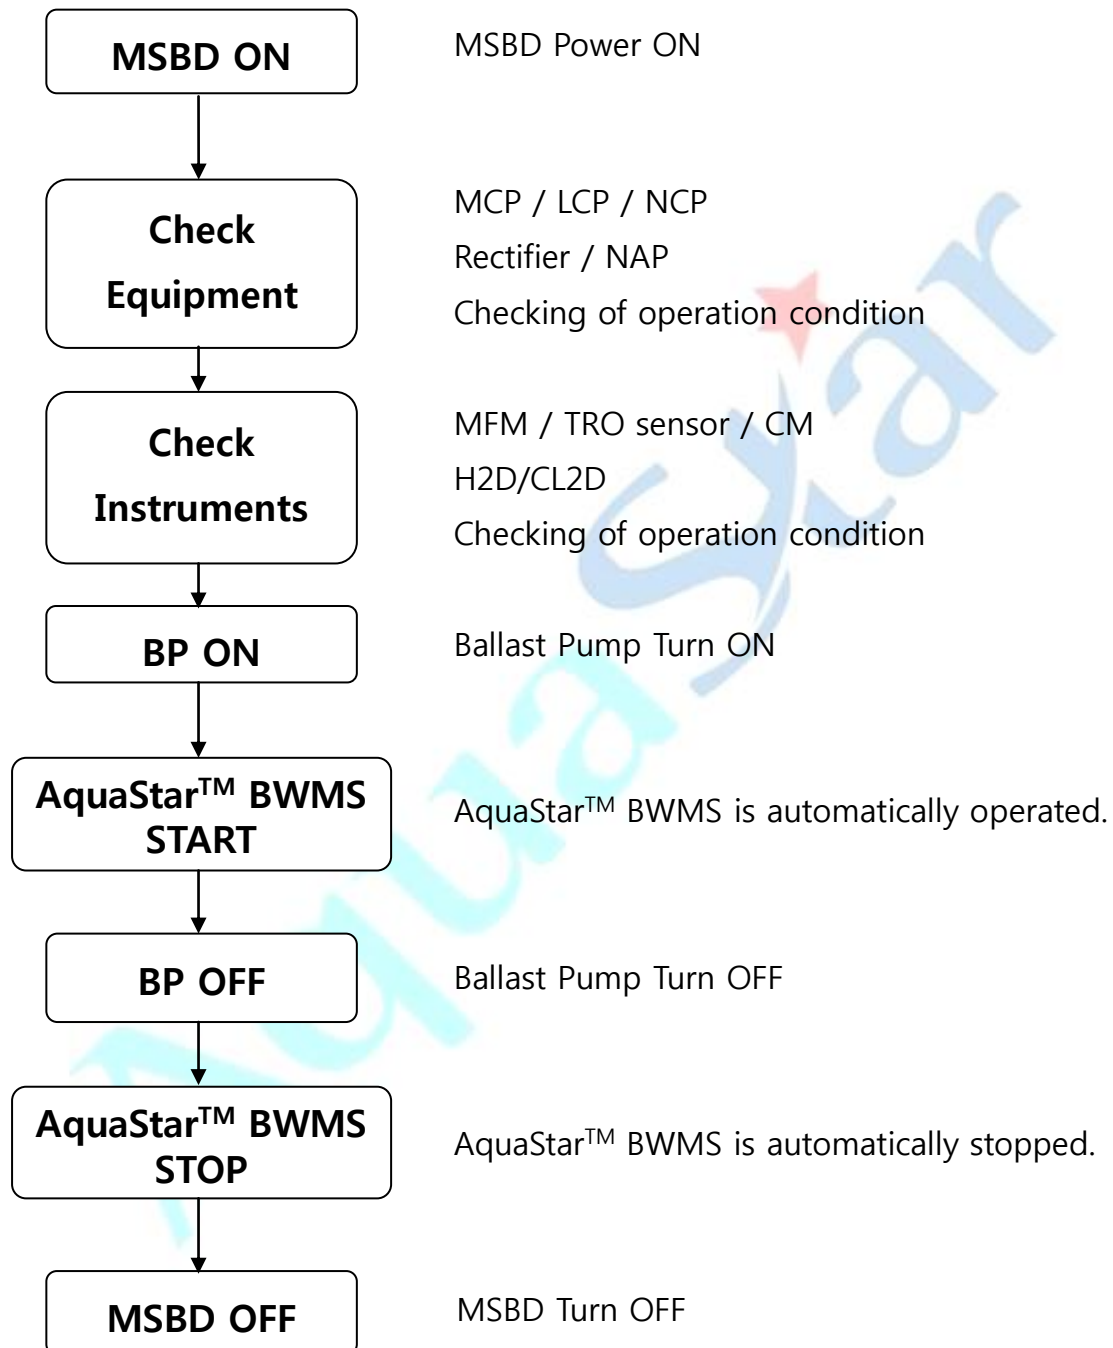 MSBD ON
MSBD Power ON
Check
Equipment
MCP / LCP / NCP
Rectifier / NAP
Checking of operation condition
Check
Instruments
MFM / TRO sensor / CM
H2D/CL2D
Checking of operation condition
BP ON
Ballast Pump Turn ON
AquaStar™ BWMS
START
AquaStar™ BWMS is automatically operated.
BP OFF
Ballast Pump Turn OFF
AquaStar™ BWMS
STOP
AquaStar™ BWMS is automatically stopped.
MSBD OFF
MSBD Turn OFF
AquaStar